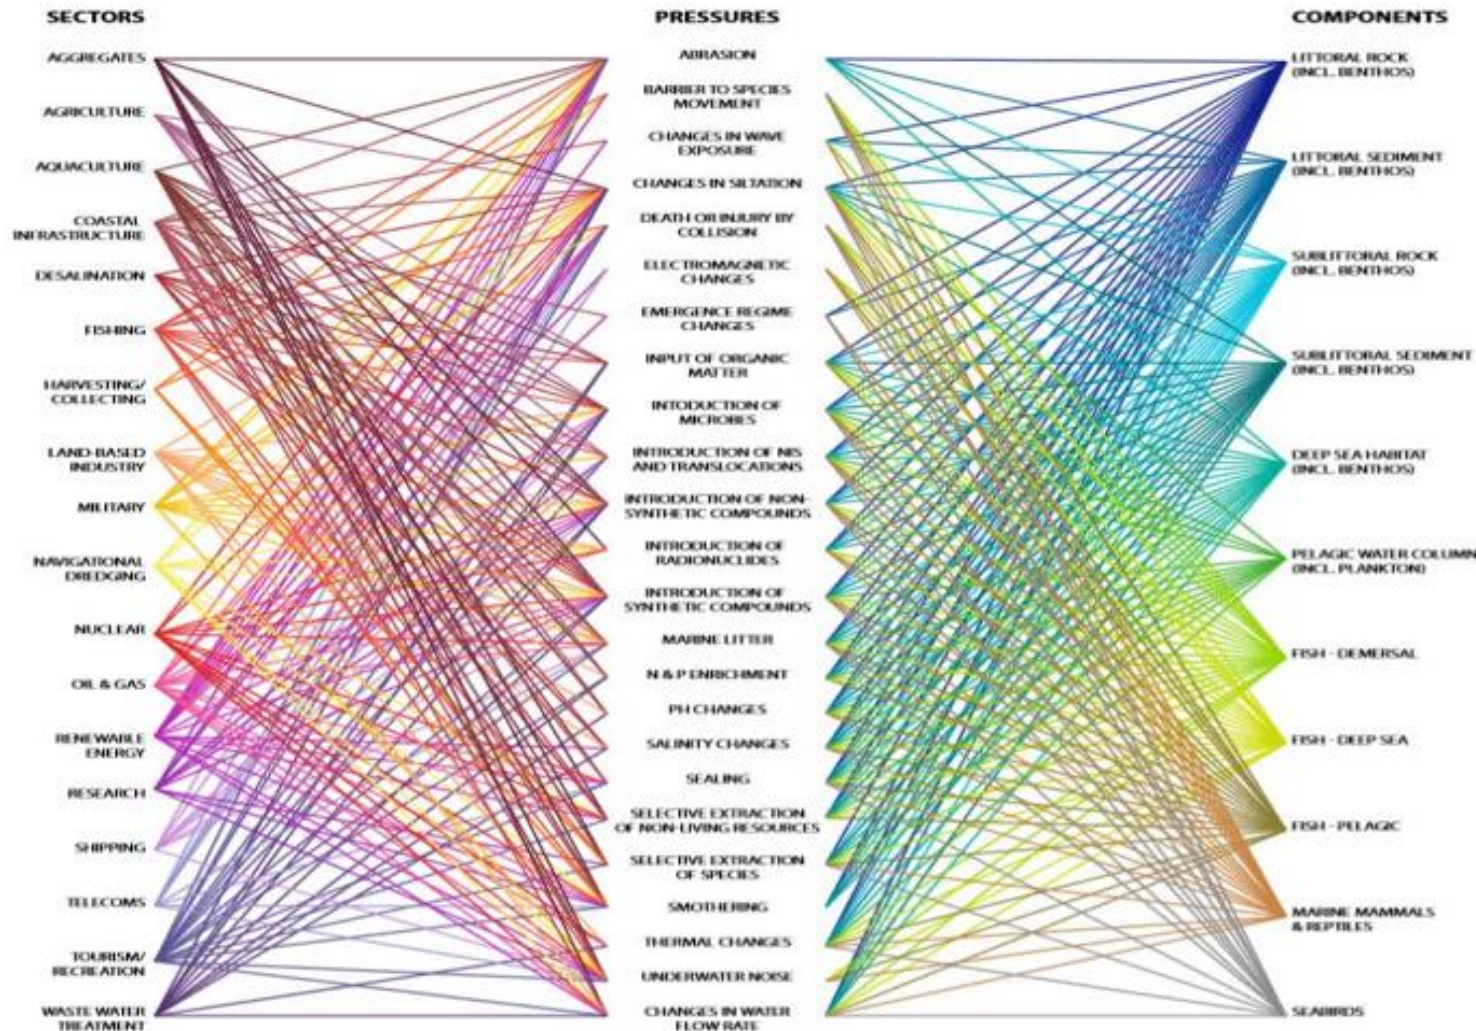 SECTORS
AGGREGATES
AGRICULTURE
AQUACULTURE
COASTAL
INFRASTRUCTURE
DESALINATION
FISHING
HARVESTING/
COLLECTING
LAND-BASED
INDUSTRY
MILITARY
NAVIGATIONAL
DREDGING
NUCLEAR
OIL & GAS
RENEWABLE
ENERGY
RESEARCH
SHIPPING
TELECOMS
TOURISM/
RECREATION
WASTE WATER
TREATMENT
PRESSURES
ABRASION
BARRIER TO SPECIES
MOVEMENT
CHANGES IN WAVE
EXPOSURE
CHANGES IN SILTATION
DEATH OR INJURY BY
COLLISION
ELECTROMAGNETIC
CHANGES
EMERGENCE REGIME
CHANGES
INPUT OF ORGANIC
MATTER
INTODUCTION OF
MICROBES
INTRODUCTION OF NIS
AND TRANSLOCATIONS
INTRODUCTION OF NON-
SYNTHETIC COMPOUNDS
INTRODUCTION OF
RADIONUCLIDES
INTRODUCTION OF
SYNTHETIC COMPOUNDS
MARINE LITTER
N & P ENRICHMENT
PH CHANGES
SALINITY CHANGES
SEALING
SELECTIVE EXTRACTION
OF NON-LIVING RESOURCES
SELECTIVE EXTRACTION
OF SPECIES
SMOTHERING
THERMAL CHANGES
UNDERWATER NOISE
CHANGES IN WATER
FLOW RATE
COMPONENTS
LITTORAL ROCK
(INCL. BENTHOS)
LITTORAL SEDIMENT
(INCL. BENTHOS)
SUBLITTORAL ROCK
(INCL. BENTHOS)
SUBLITTORAL SEDIMENT
(INCL. BENTHOS)
DEEP SEA HABITAT
(INCL. BENTHOS)
PELAGIC WATER COLUMN
(INCL. PLANKTON)
FISH - DEMERSAL
FISH - DEEP SEA
FISH - PELAGIC
MARINE MAMMALS
& REPTILES
SEABIRDS